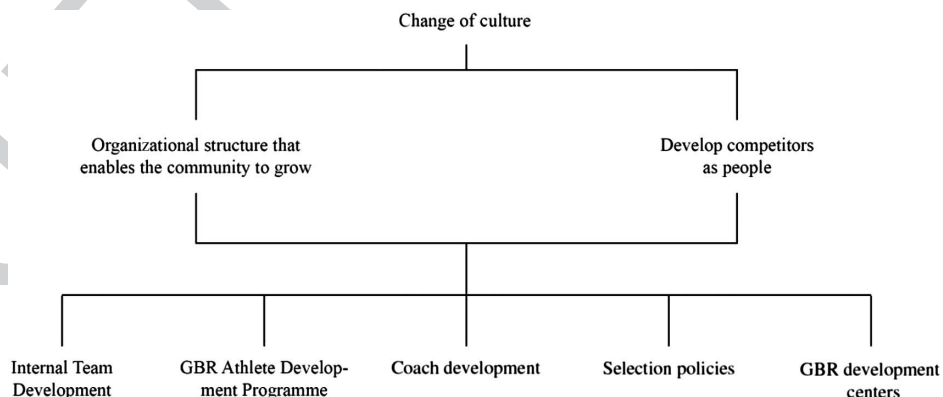 Change of culture
Organizational structure that
enables the community to grow
Develop competitors
as people
Internal Team
Development
GBR Athlete Develop-
ment Programme
Coach development
Selection policies
GBR development
centers